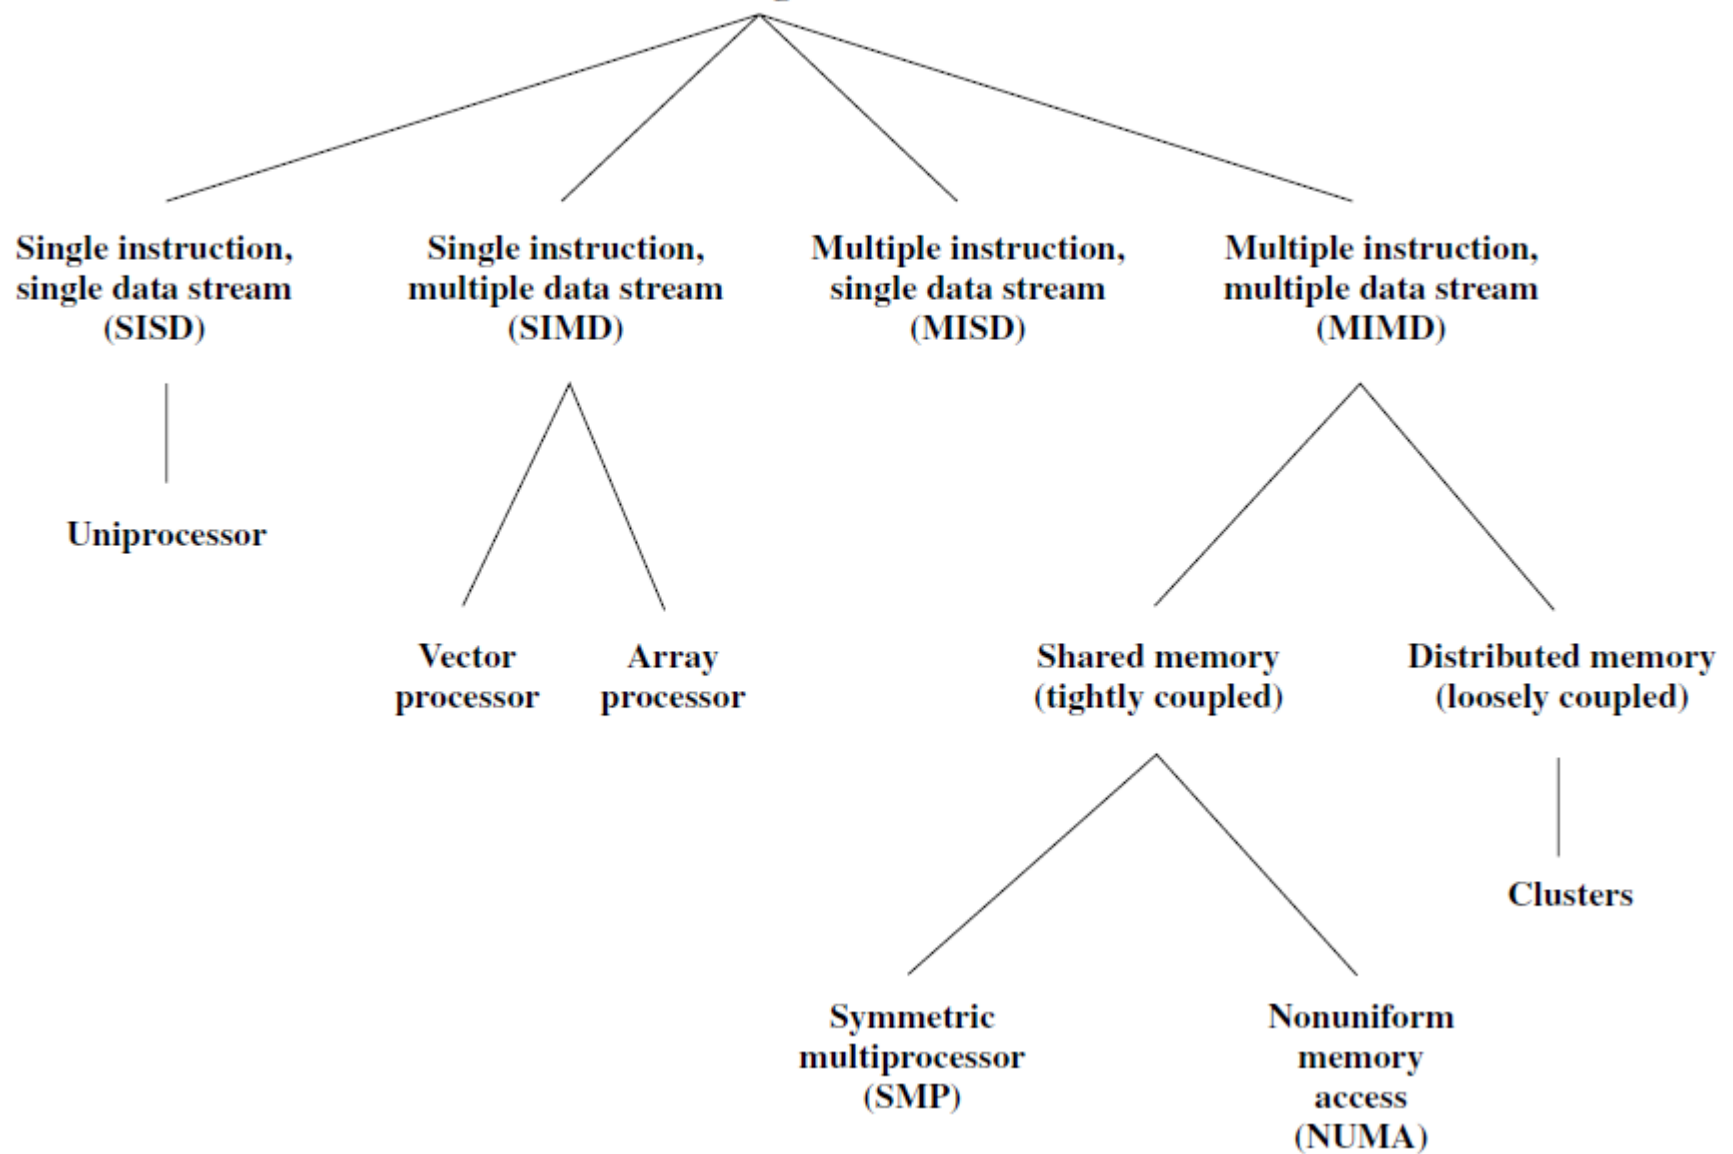 Single instruction,
single data stream
(SISD)
Single instruction,
multiple data stream
(SIMD)
Multiple instruction,
single data stream
(MISD)
Multiple instruction,
multiple data stream
(MIMD)
Uniprocessor
Vector
processor
Array
processor
Shared memory
(tightly coupled)
Distributed memory
(loosely coupled)
Clusters
Symmetric
multiprocessor
(SMP)
Nonuniform
memory
access
(NUMA)